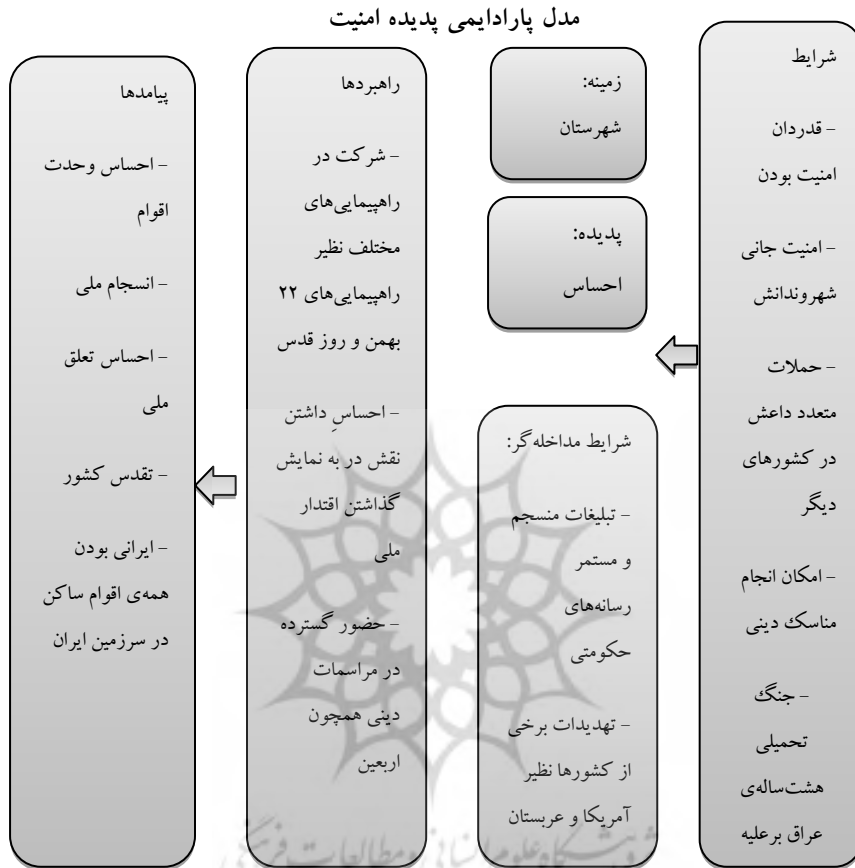 مدل پارادایمی پدیده امنیت
شرایط
- قدردان
امنیت بودن
- امنیت جانی
شهروندانش
- حملات
متعدد داعش
در کشورهای
دیگر
- امکان انجام
مناسک دینی
- جنگ
تحمیلی
هشت‌ساله‌ی
عراق برعلیه
زمینه:
شهرستان
پدیده:
احساس
شرایط مداخله‌گر:
- تبلیغات منسجم
و مستمر
رسانه‌های
حکومتی
- تهدیدات برخی
از کشورها نظیر
آمریکا و عربستان
راهبردها
- شرکت در
راهپیمایی‌های
مختلف نظیر
راهپیمایی‌های ۲۲
بهمن و روز قدس
- احساسِ داشتن
نقش در به نمایش
گذاشتن اقتدار
ملی
- حضور گسترده
در مراسمات
دینی همچون
اربعین
پیامدها
- احساس وحدت
اقوام
- انسجام ملی
- احساس تعلق
ملی
- تقدس کشور
- ایرانی بودن
همه‌ی اقوام ساکن
در سرزمین ایران
پژوهشگاه علوم انسانی و مطالعات فرهنگی